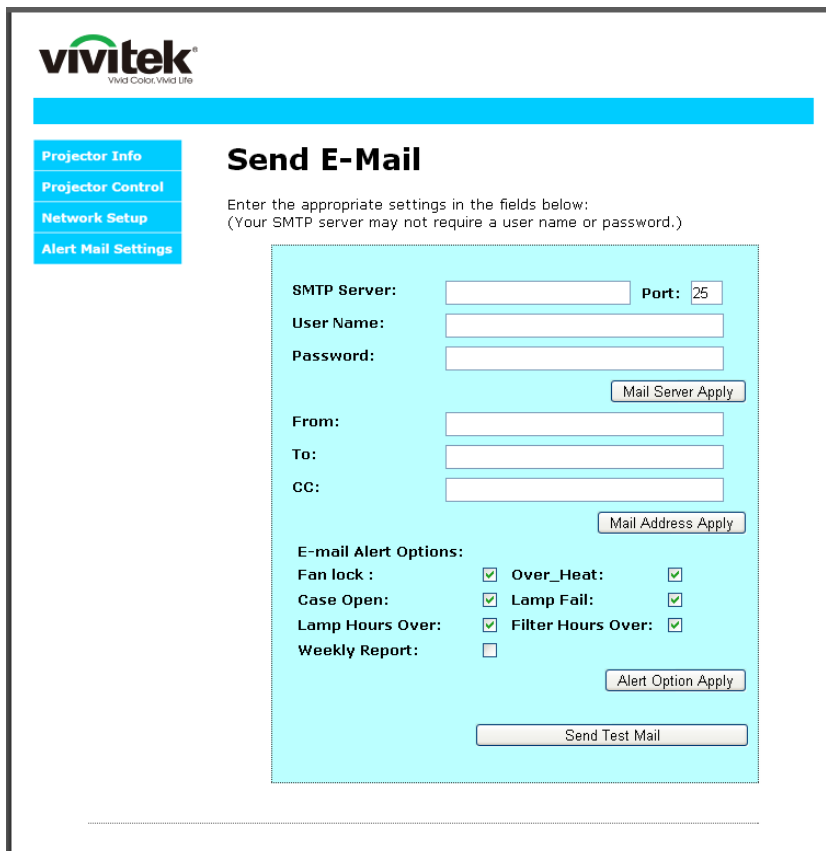 vivitek®
Vivid Color. Vivid Life
Projector Info
Projector Control
Network Setup
Alert Mail Settings
Send E-Mail
Enter the appropriate settings in the fields below:
(Your SMTP server may not require a user name or password.)
SMTP Server: Port: 25
User Name:
Password:
Mail Server Apply
From:
To:
CC:
Mail Address Apply
E-mail Alert Options:
Fan lock : Over_Heat:
Case Open: Lamp Fail:
Lamp Hours Over: Filter Hours Over:
Weekly Report:
Alert Option Apply
Send Test Mail